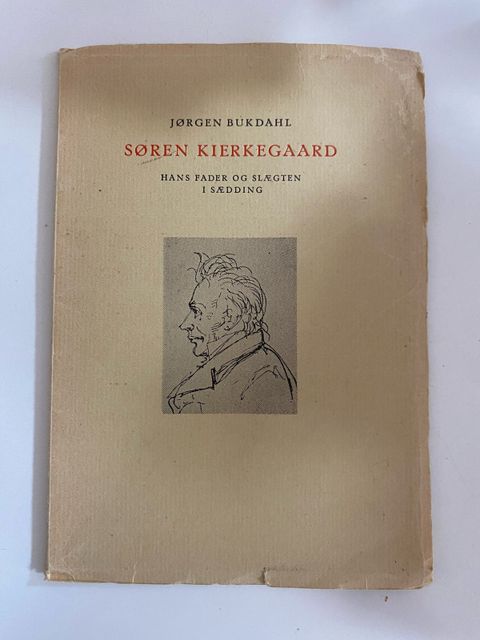 JØRGEN BUKDAHL
SØREN KIERKEGAARD
HANS FADER OG SLÆGTEN
I SÆDDING